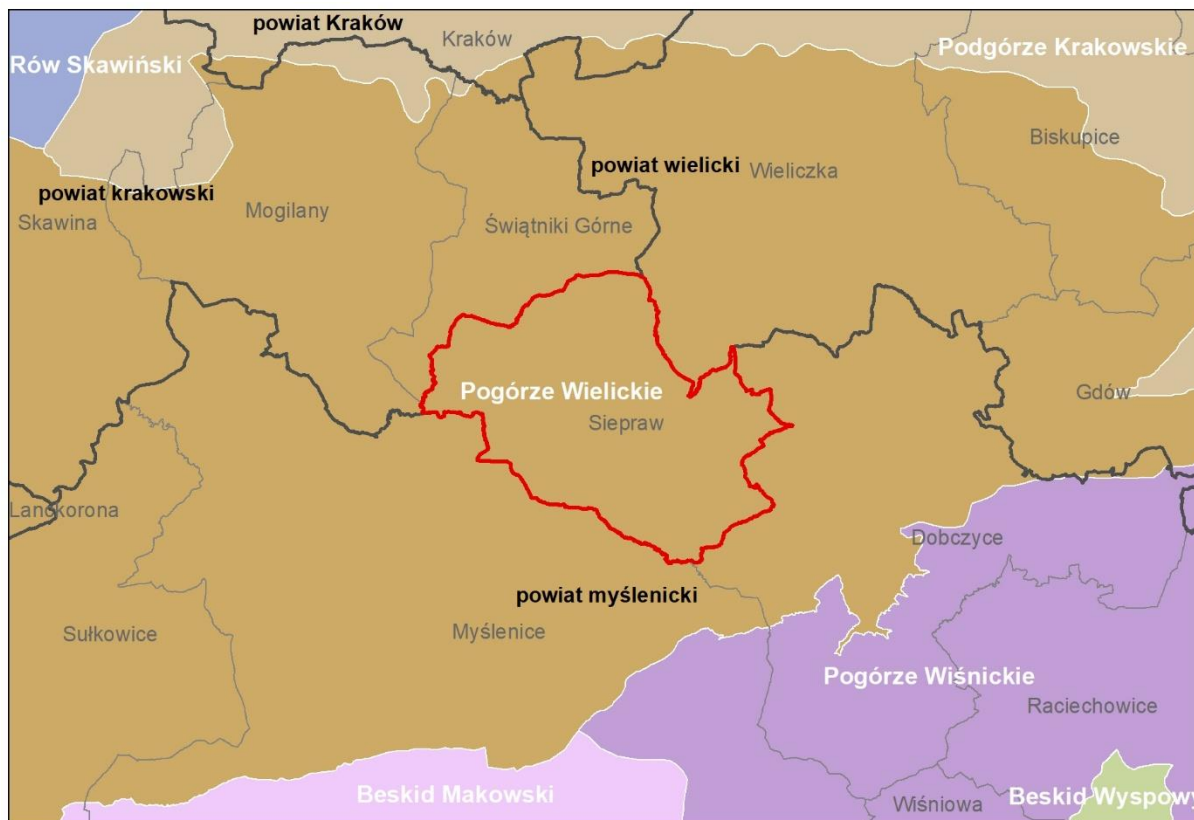 powiat Kraków
Kraków
Podgórze Krakowskie
Rów Skawiński
Biskupice
powiat wielicki
Wieliczka
powiat krakowski
Mogilany
Skawina
Świątniki Górne
Pogórze Wielickie
Gdów
Siepraw
Lanckorona
Dobczyce
powiat myślenicki
Sułkowice
Myślenice
Pogórze Wiśnickie
Raciechowice
Beskid Makowski
Wiśniowa
Beskid Wyspowy